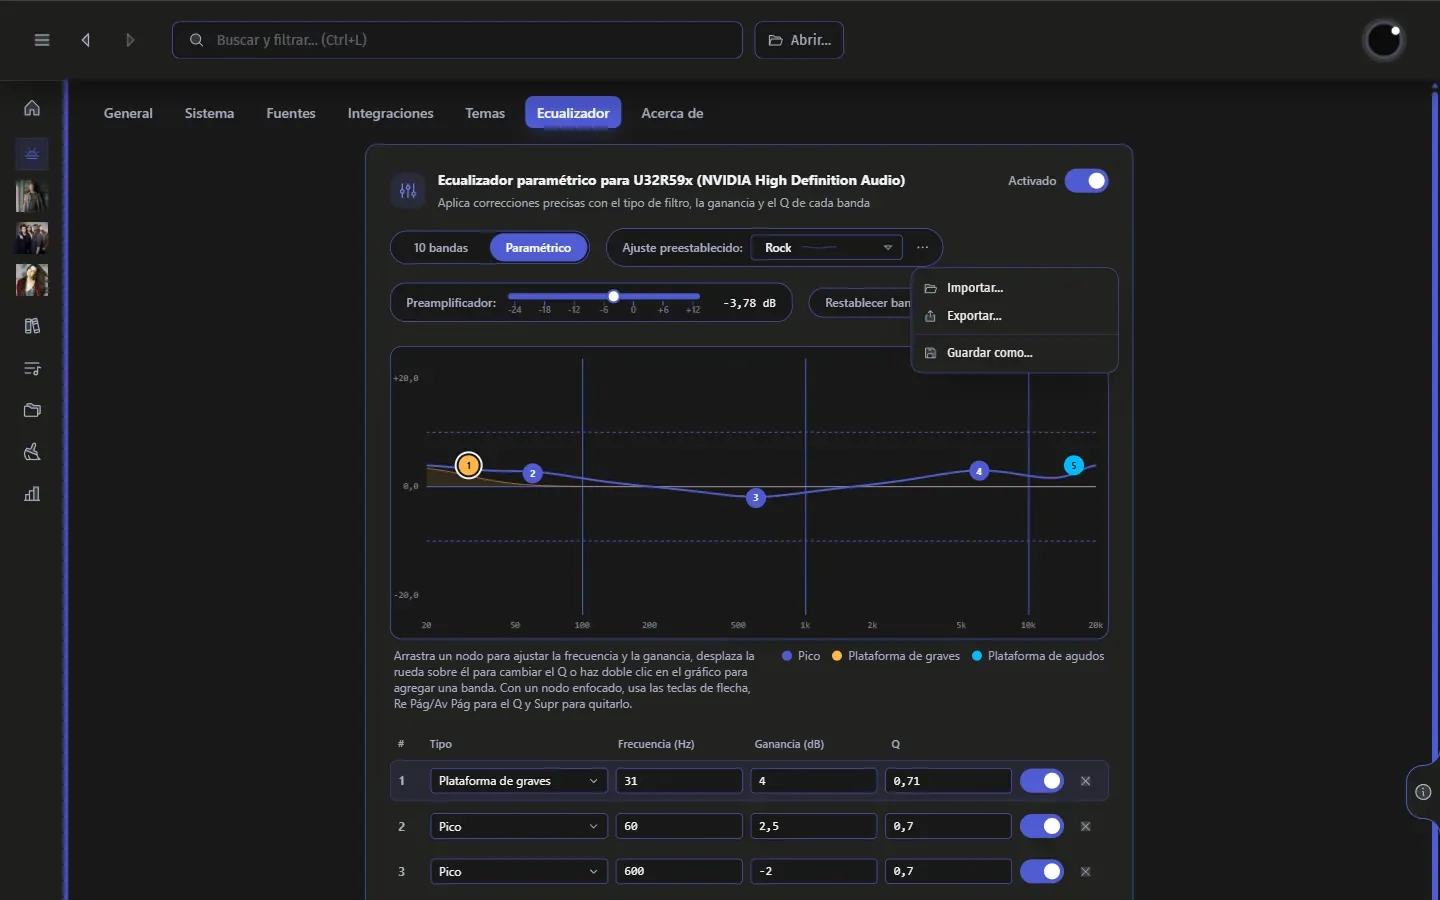 Buscar y filtrar... (Ctrl+L)
Abrir...
General
Sistema
Fuentes
Integraciones
Temas
Ecualizador
Acerca de
Ecualizador paramétrico para U32R59x (NVIDIA High Definition Audio)
Aplica correcciones precisas con el tipo de filtro, la ganancia y el Q de cada banda
Activado
10 bandas
Paramétrico
Ajuste preestablecido:
Rock
...
Importar...
Exportar...
Guardar como...
Preamplificador:
-24 -18 -12 -6 0 +6 +12
-3,78 dB
Restablecer ban
+20,0
0,0
-20,0
1 2 3 4 5
20 50 100 200 500 1k 2k 5k 10k 20k
Arrastra un nodo para ajustar la frecuencia y la ganancia, desplaza la
rueda sobre él para cambiar el Q o haz doble clic en el gráfico para
agregar una banda. Con un nodo enfocado, usa las teclas de flecha,
Re Pág/Av Pág para el Q y Supr para quitarlo.
Pico
Plataforma de graves
Plataforma de agudos
# Tipo Frecuencia (Hz) Ganancia (dB) Q
1 Plataforma de graves 31 4 0,71
2 Pico 60 2,5 0,7
3 Pico 600 -2 0,7